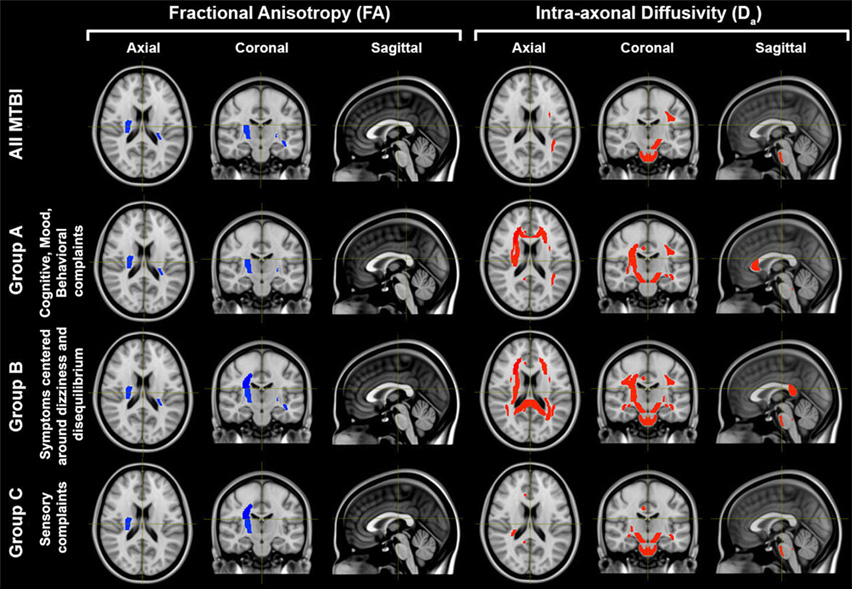 Fractional Anisotropy (FA)
Intra-axonal Diffusivity (Da)
Axial
Coronal
Sagittal
Axial
Coronal
Sagittal
All MTBI
Group A
Cognitive, Mood,
Behavioral
complaints
Group B
Symptoms centered
around dizziness and
disequilibrium
Group C
Sensory
complaints